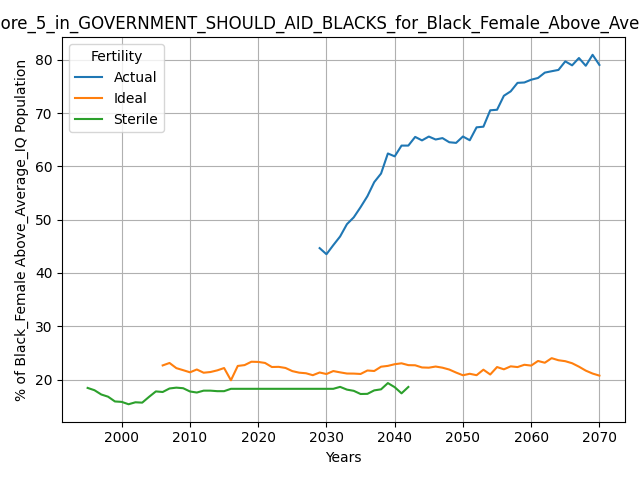 ore_5_in_GOVERNMENT_SHOULD_AID_BLACKS_for_Black_Female_Above_Ave
Fertility
Actual
Ideal
Sterile
% of Black_Female Above_Average_IQ Population
80
70
60
50
40
30
20
2000 2010 2020 2030 2040 2050 2060 2070
Years